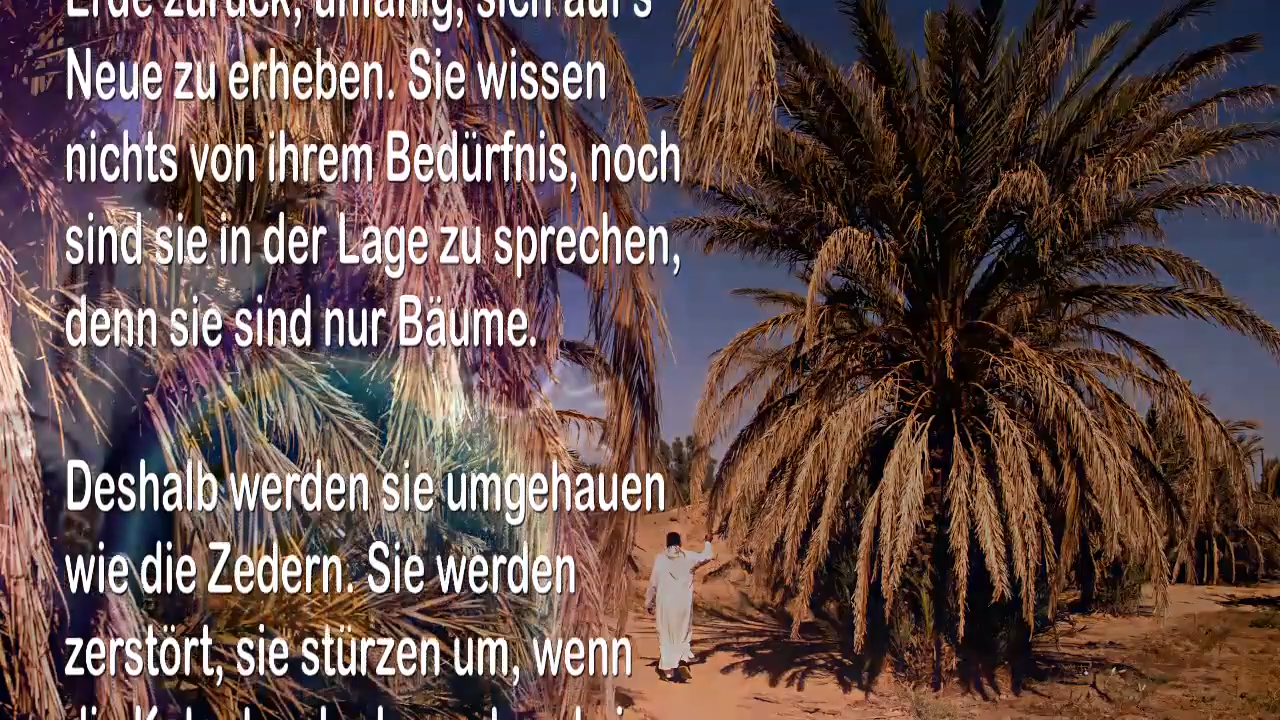 Erde zurück, unfähig, sich auf's
Neue zu erheben. Sie wissen
nichts von ihrem Bedürfnis, noch
sind sie in der Lage zu sprechen,
denn sie sind nur Bäume.
Deshalb werden sie umgehauen
wie die Zedern. Sie werden
zerstört, sie stürzen um, wenn